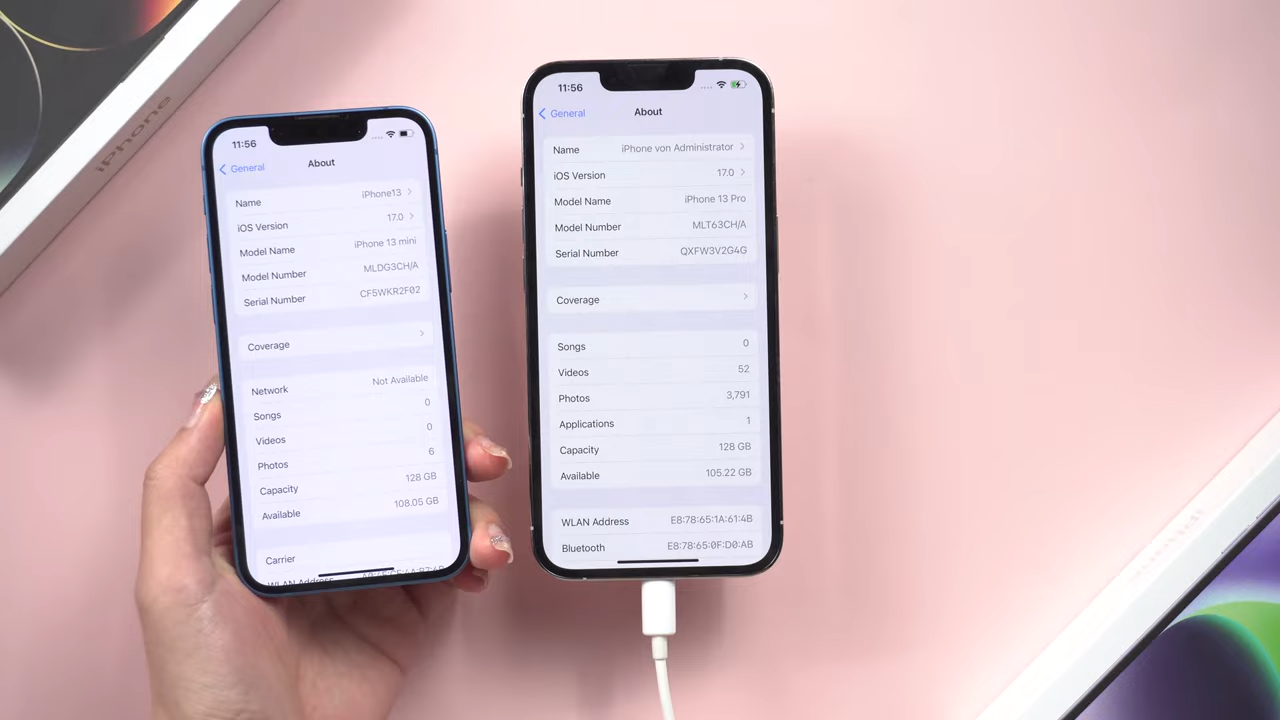 iPhone
11:56
General
About
Name iPhone13
iOS Version 17.0
Model Name iPhone 13 mini
Model Number MLDG3CH/A
Serial Number CF5WKR2F02
Coverage
Network Not Available
Songs 0
Videos 0
Photos 6
Capacity 128 GB
Available 108.05 GB
Carrier
WLAN Address
11:56
General
About
Name iPhone von Administrator
iOS Version 17.0
Model Name iPhone 13 Pro
Model Number MLT63CH/A
Serial Number QXFW3V2G4G
Coverage
Songs 0
Videos 52
Photos 3,791
Applications 1
Capacity 128 GB
Available 105.22 GB
WLAN Address E8:78:65:1A:61:4B
Bluetooth E8:78:65:0F:D0:AB
iPhone